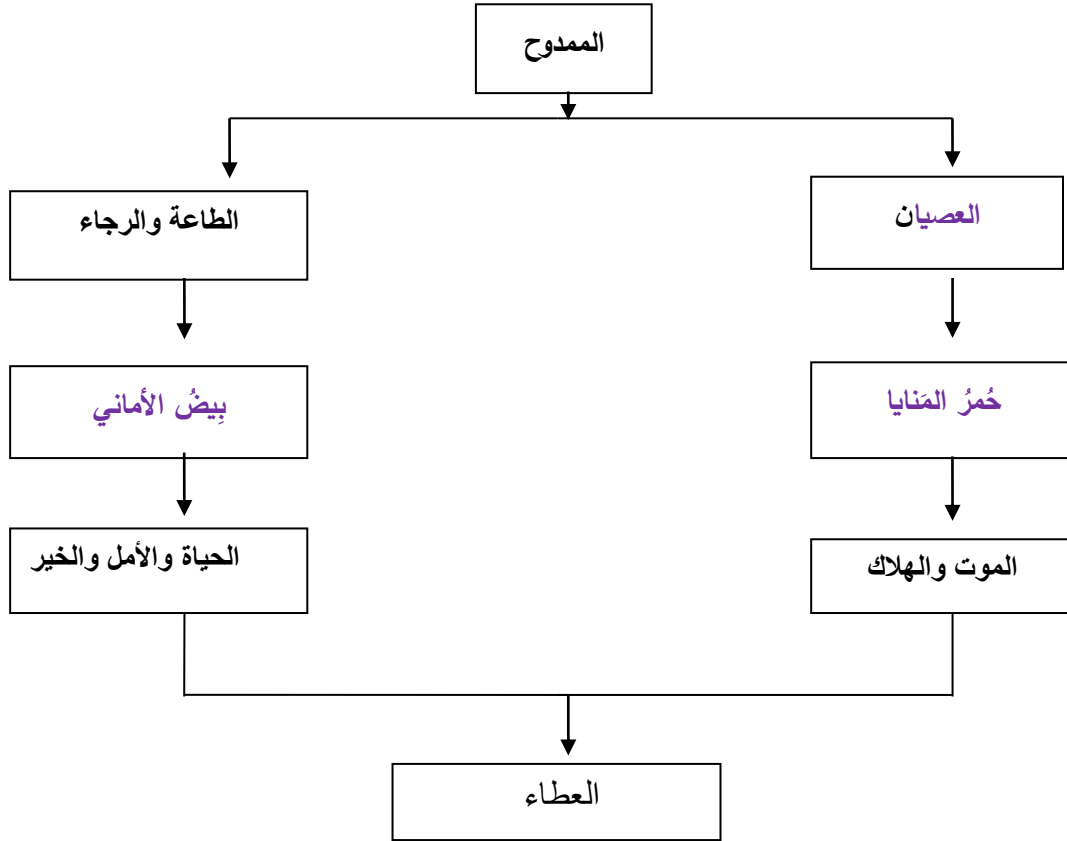 الممدوح
العصيان
الطاعة والرجاء
حُمرُ المَنايا
بِيضُ الأماني
الموت والهلاك
الحياة والأمل والخير
العطاء